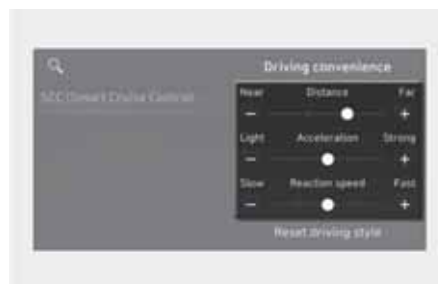 Driving convenience
SCC (Smart Cruise Control)
Near Distance Far
− +
Light Acceleration Strong
− +
Slow Reaction speed Fast
− +
Reset driving style